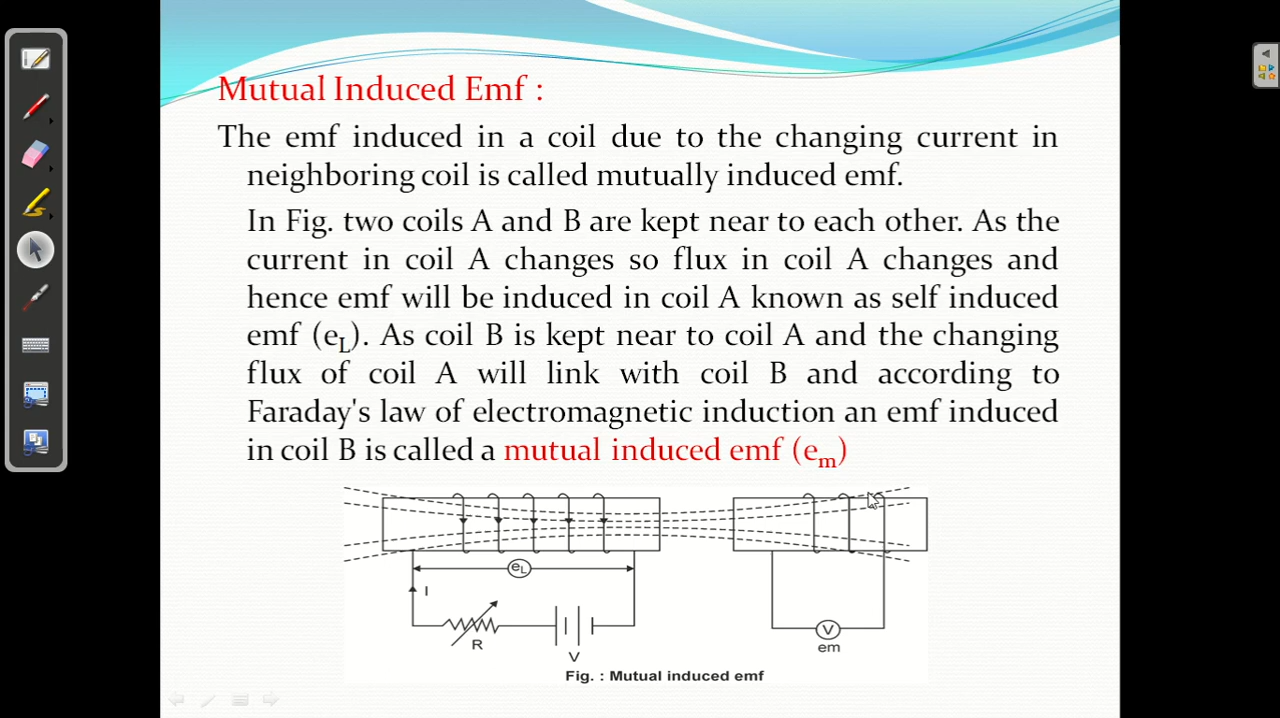 Mutual Induced Emf :
The emf induced in a coil due to the changing current in
neighboring coil is called mutually induced emf.
In Fig. two coils A and B are kept near to each other. As the
current in coil A changes so flux in coil A changes and
hence emf will be induced in coil A known as self induced
emf (eL). As coil B is kept near to coil A and the changing
flux of coil A will link with coil B and according to
Faraday's law of electromagnetic induction an emf induced
in coil B is called a mutual induced emf (em)
eL
I
R
V
V
em
Fig. : Mutual induced emf